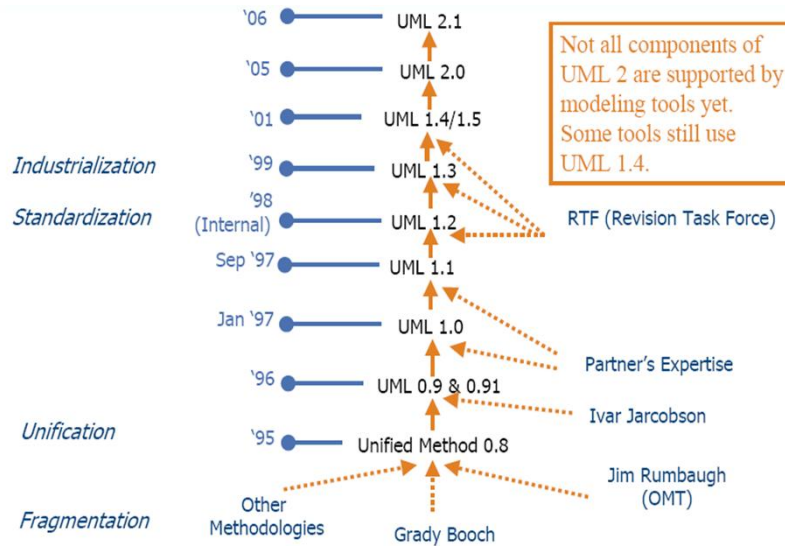 '06
UML 2.1
Not all components of
UML 2 are supported by
modeling tools yet.
Some tools still use
UML 1.4.
'05
UML 2.0
'01
UML 1.4/1.5
Industrialization
'99
UML 1.3
Standardization
'98
(Internal)
UML 1.2
RTF (Revision Task Force)
Sep '97
UML 1.1
Jan '97
UML 1.0
Partner's Expertise
'96
UML 0.9 & 0.91
Ivar Jarcobson
Unification
'95
Unified Method 0.8
Jim Rumbaugh
(OMT)
Fragmentation
Other
Methodologies
Grady Booch